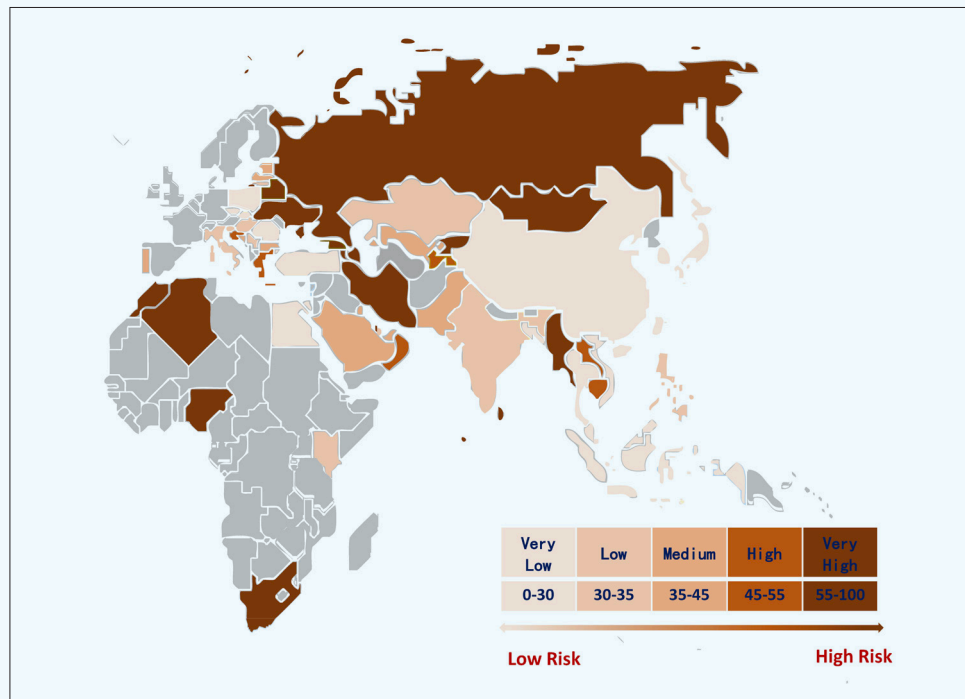 Very Low
Low
Medium
High
Very High
0-30
30-35
35-45
45-55
55-100
Low Risk
High Risk